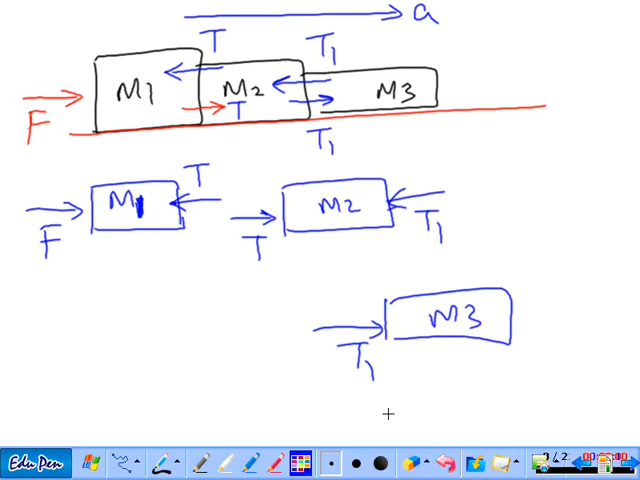 a
T T₁
M1 M2 M3
T
F T₁
T
M1 M2
F T T₁
M3
T₁
Edu Pen